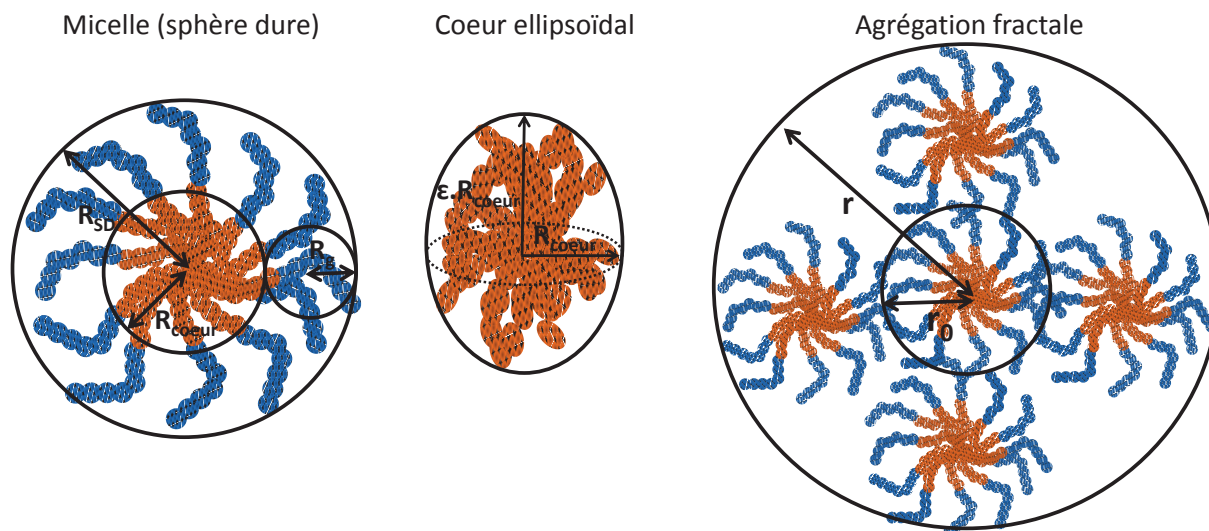 Micelle (sphère dure)
Coeur ellipsoïdal
Agrégation fractale
R_SD
R_g
R_coeur
ε.R_coeur
R_coeur
r
r_0